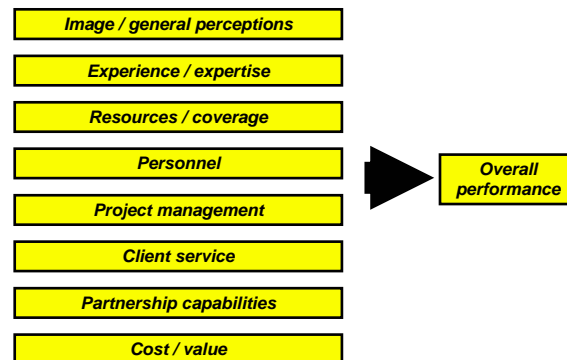 Image / general perceptions
Experience / expertise
Resources / coverage
Personnel
Project management
Client service
Partnership capabilities
Cost / value
Overall
performance